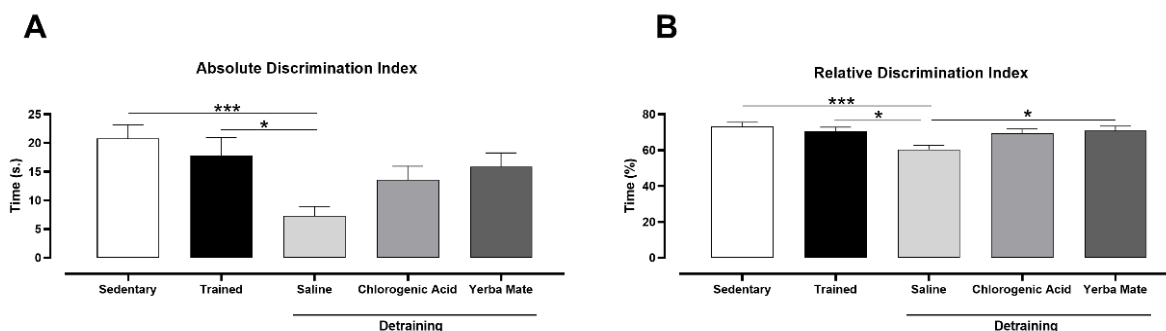 A
Absolute Discrimination Index
Time (s.)
25
20
15
10
5
0
***
*
Sedentary Trained Saline Chlorogenic Acid Yerba Mate
Detraining
B
Relative Discrimination Index
Time (%)
80
60
40
20
0
***
* *
Sedentary Trained Saline Chlorogenic Acid Yerba Mate
Detraining